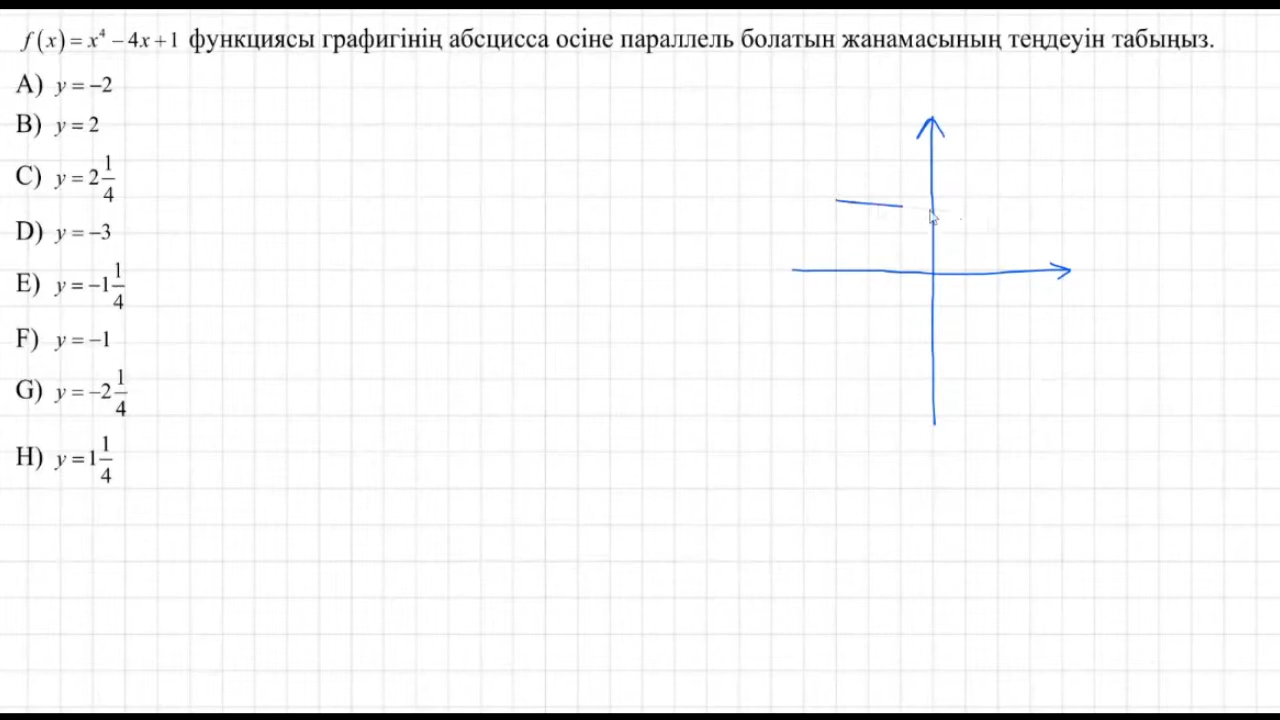 f(x) = x⁴ − 4x + 1 функциясы графигінің абсцисса осіне параллель болатын жанамасының теңдеуін табыңыз.
A) y = −2
B) y = 2
C) y = 2 1/4
D) y = −3
E) y = −1 1/4
F) y = −1
G) y = −2 1/4
H) y = 1 1/4